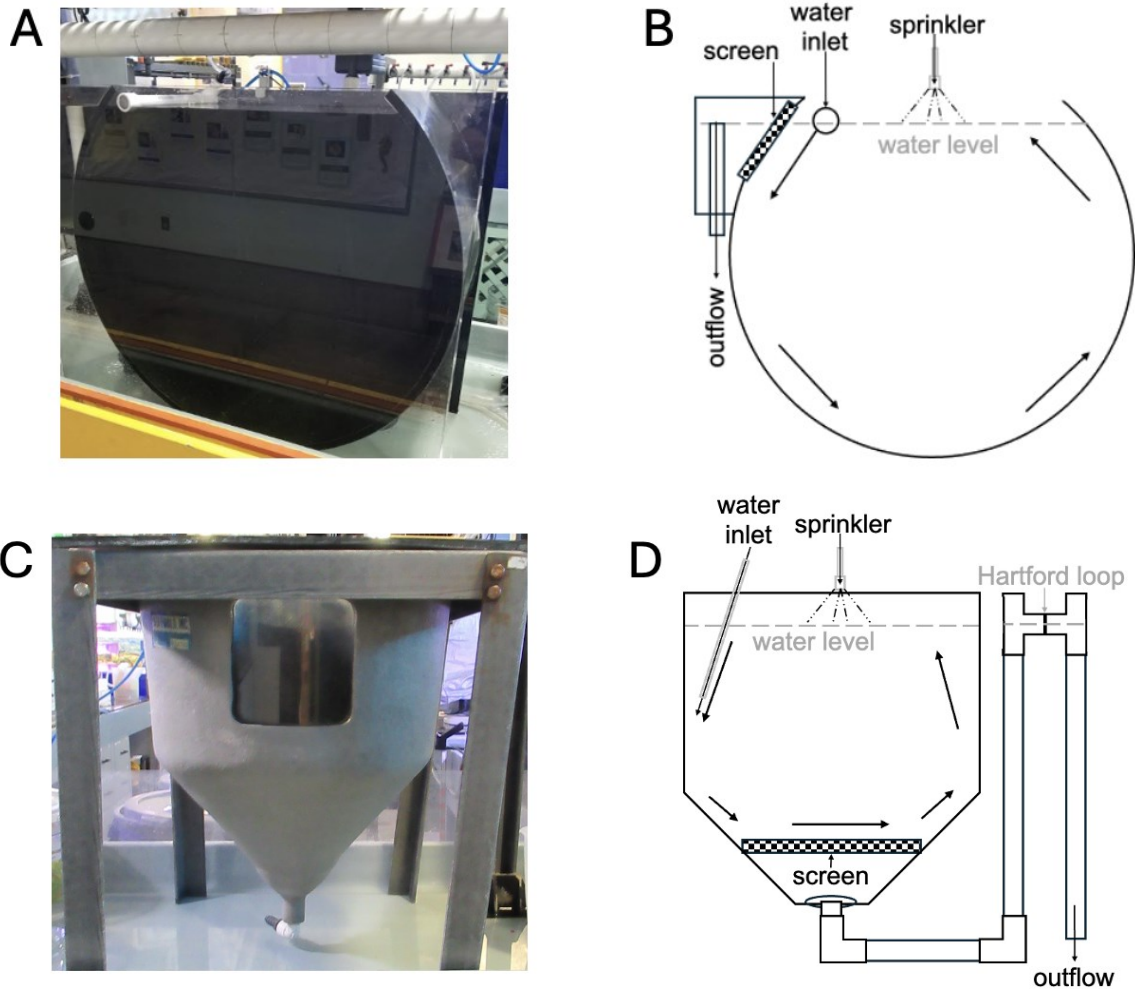 A
B
water
inlet
sprinkler
screen
water level
outflow
C
D
water
inlet
sprinkler
Hartford loop
water level
screen
outflow